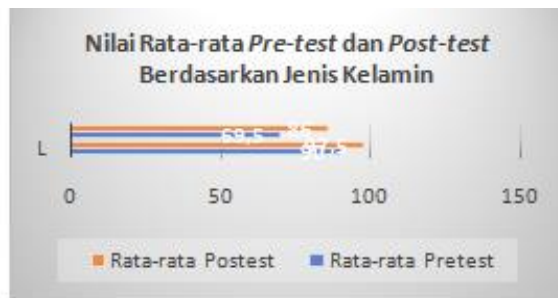 Nilai Rata-rata Pre-test dan Post-test
Berdasarkan Jenis Kelamin
69,5
L
0 50 100 150
Rata-rata Postest Rata-rata Pretest